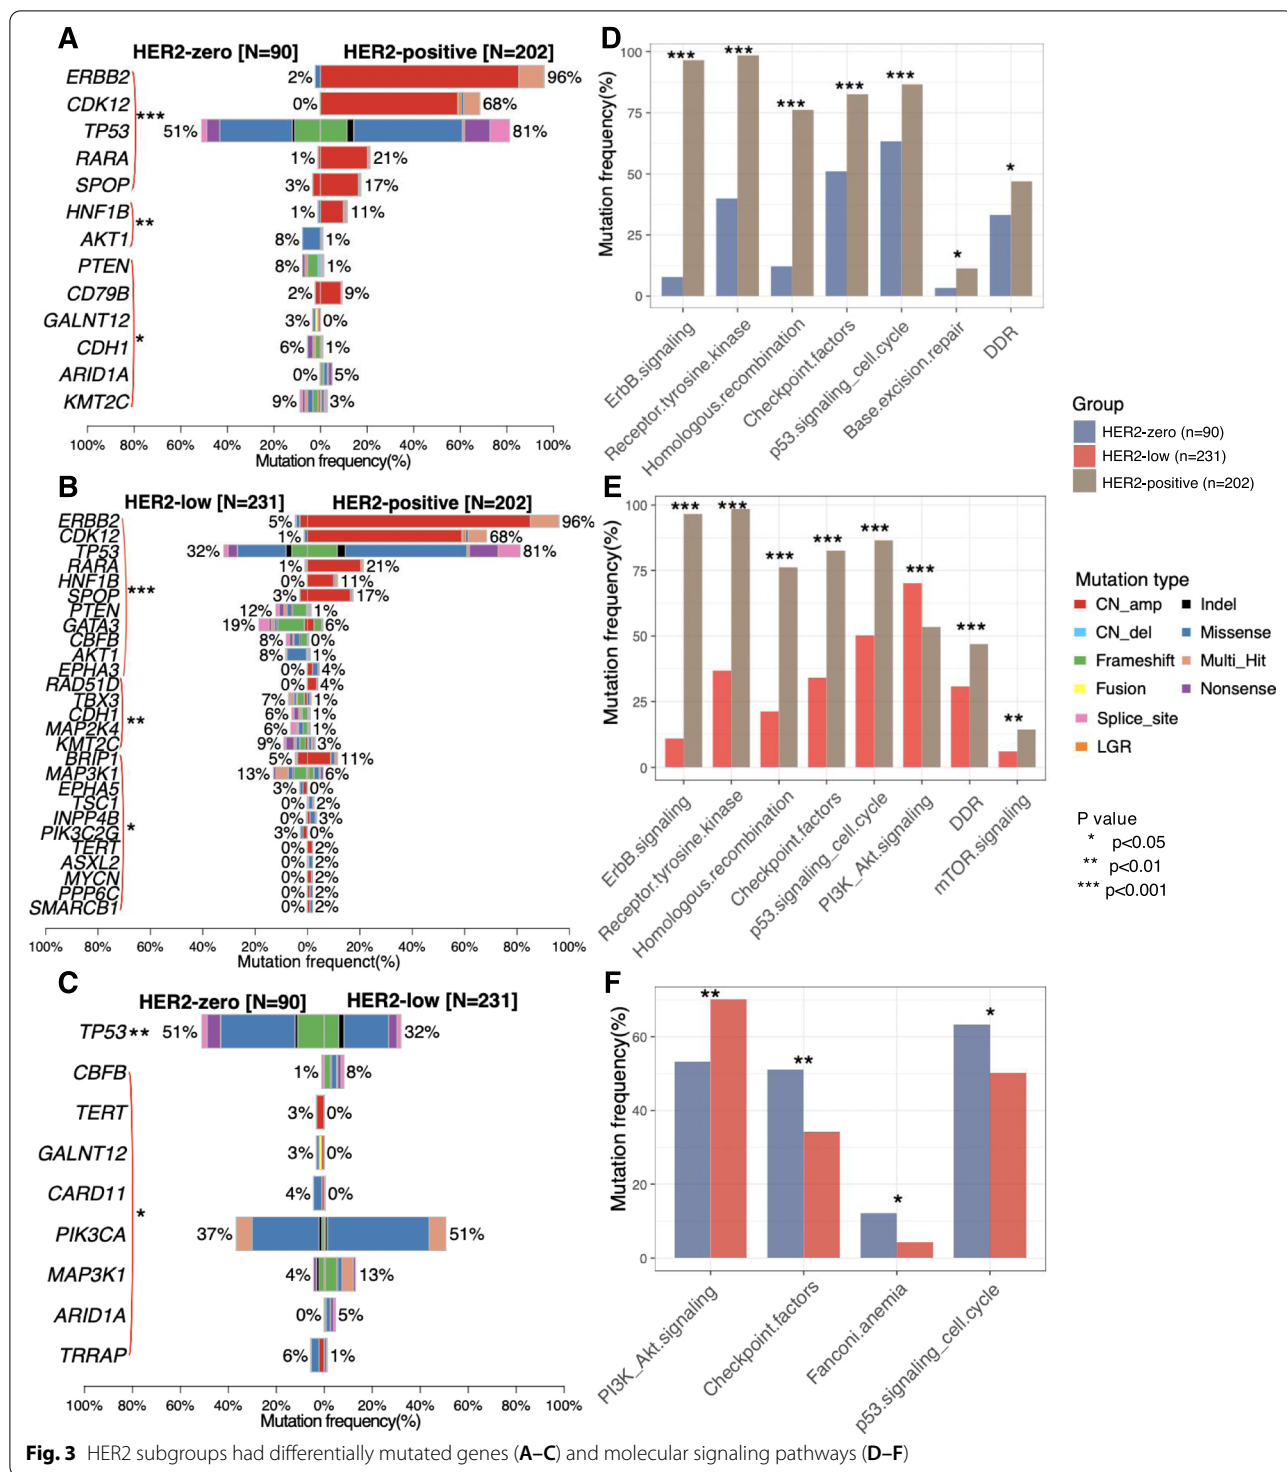 A
HER2-zero [N=90] HER2-positive [N=202]
ERBB2 2% 96%
CDK12 0% 68%
***
TP53 51% 81%
RARA 1% 21%
SPOP 3% 17%
HNF1B 1% 11%
**
AKT1 8% 1%
PTEN 8% 1%
CD79B 2% 9%
GALNT12 3% 0%
*
CDH1 6% 1%
ARID1A 0% 5%
KMT2C 9% 3%
100% 80% 60% 40% 20% 0% 20% 40% 60% 80% 100%
Mutation frequency(%)
B
HER2-low [N=231] HER2-positive [N=202]
ERBB2 5% 96%
CDK12 1% 68%
TP53 32% 81%
RARA 1% 21%
HNF1B 0% 11%
***
SPOP 3% 17%
PTEN 12% 1%
GATA3 19% 6%
CBFB 8% 0%
AKT1 8% 1%
EPHA3 0% 4%
RAD51D 0% 4%
TBX3 7% 1%
CDH1 6% 1%
**
MAP2K4 6% 1%
KMT2C 9% 3%
BRIP1 5% 11%
MAP3K1 13% 6%
EPHA5 3% 0%
TSC1 0% 2%
INPP4B 0% 3%
*
PIK3C2G 3% 0%
TERT 0% 2%
ASXL2 0% 2%
MYCN 0% 2%
PPP6C 0% 2%
SMARCB1 0% 2%
100% 80% 60% 40% 20% 0% 20% 40% 60% 80% 100%
Mutation frequenct(%)
C
HER2-zero [N=90] HER2-low [N=231]
TP53 ** 51% 32%
CBFB 1% 8%
TERT 3% 0%
GALNT12 3% 0%
CARD11 4% 0%
*
PIK3CA 37% 51%
MAP3K1 4% 13%
ARID1A 0% 5%
TRRAP 6% 1%
100% 80% 60% 40% 20% 0% 20% 40% 60% 80% 100%
Mutation frequency(%)
D
Mutation frequency(%)
100
75
50
25
0
*** *** *** *** *** * *
ErbB.signaling
Receptor.tyrosine.kinase
Homologous.recombination
Checkpoint.factors
p53.signaling_cell.cycle
Base.excision.repair
DDR
E
Mutation frequency(%)
100
75
50
25
0
*** *** *** *** *** *** *** **
ErbB.signaling
Receptor.tyrosine.kinase
Homologous.recombination
Checkpoint.factors
p53.signaling_cell.cycle
PI3K_Akt.signaling
DDR
mTOR.signaling
F
Mutation frequency(%)
60
40
20
0
** ** * *
PI3K_Akt.signaling
Checkpoint.factors
Fanconi.anemia
p53.signaling_cell.cycle
Group
HER2-zero (n=90)
HER2-low (n=231)
HER2-positive (n=202)
Mutation type
CN_amp Indel
CN_del Missense
Frameshift Multi_Hit
Fusion Nonsense
Splice_site
LGR
P value
* p<0.05
** p<0.01
*** p<0.001
Fig. 3 HER2 subgroups had differentially mutated genes (A–C) and molecular signaling pathways (D–F)